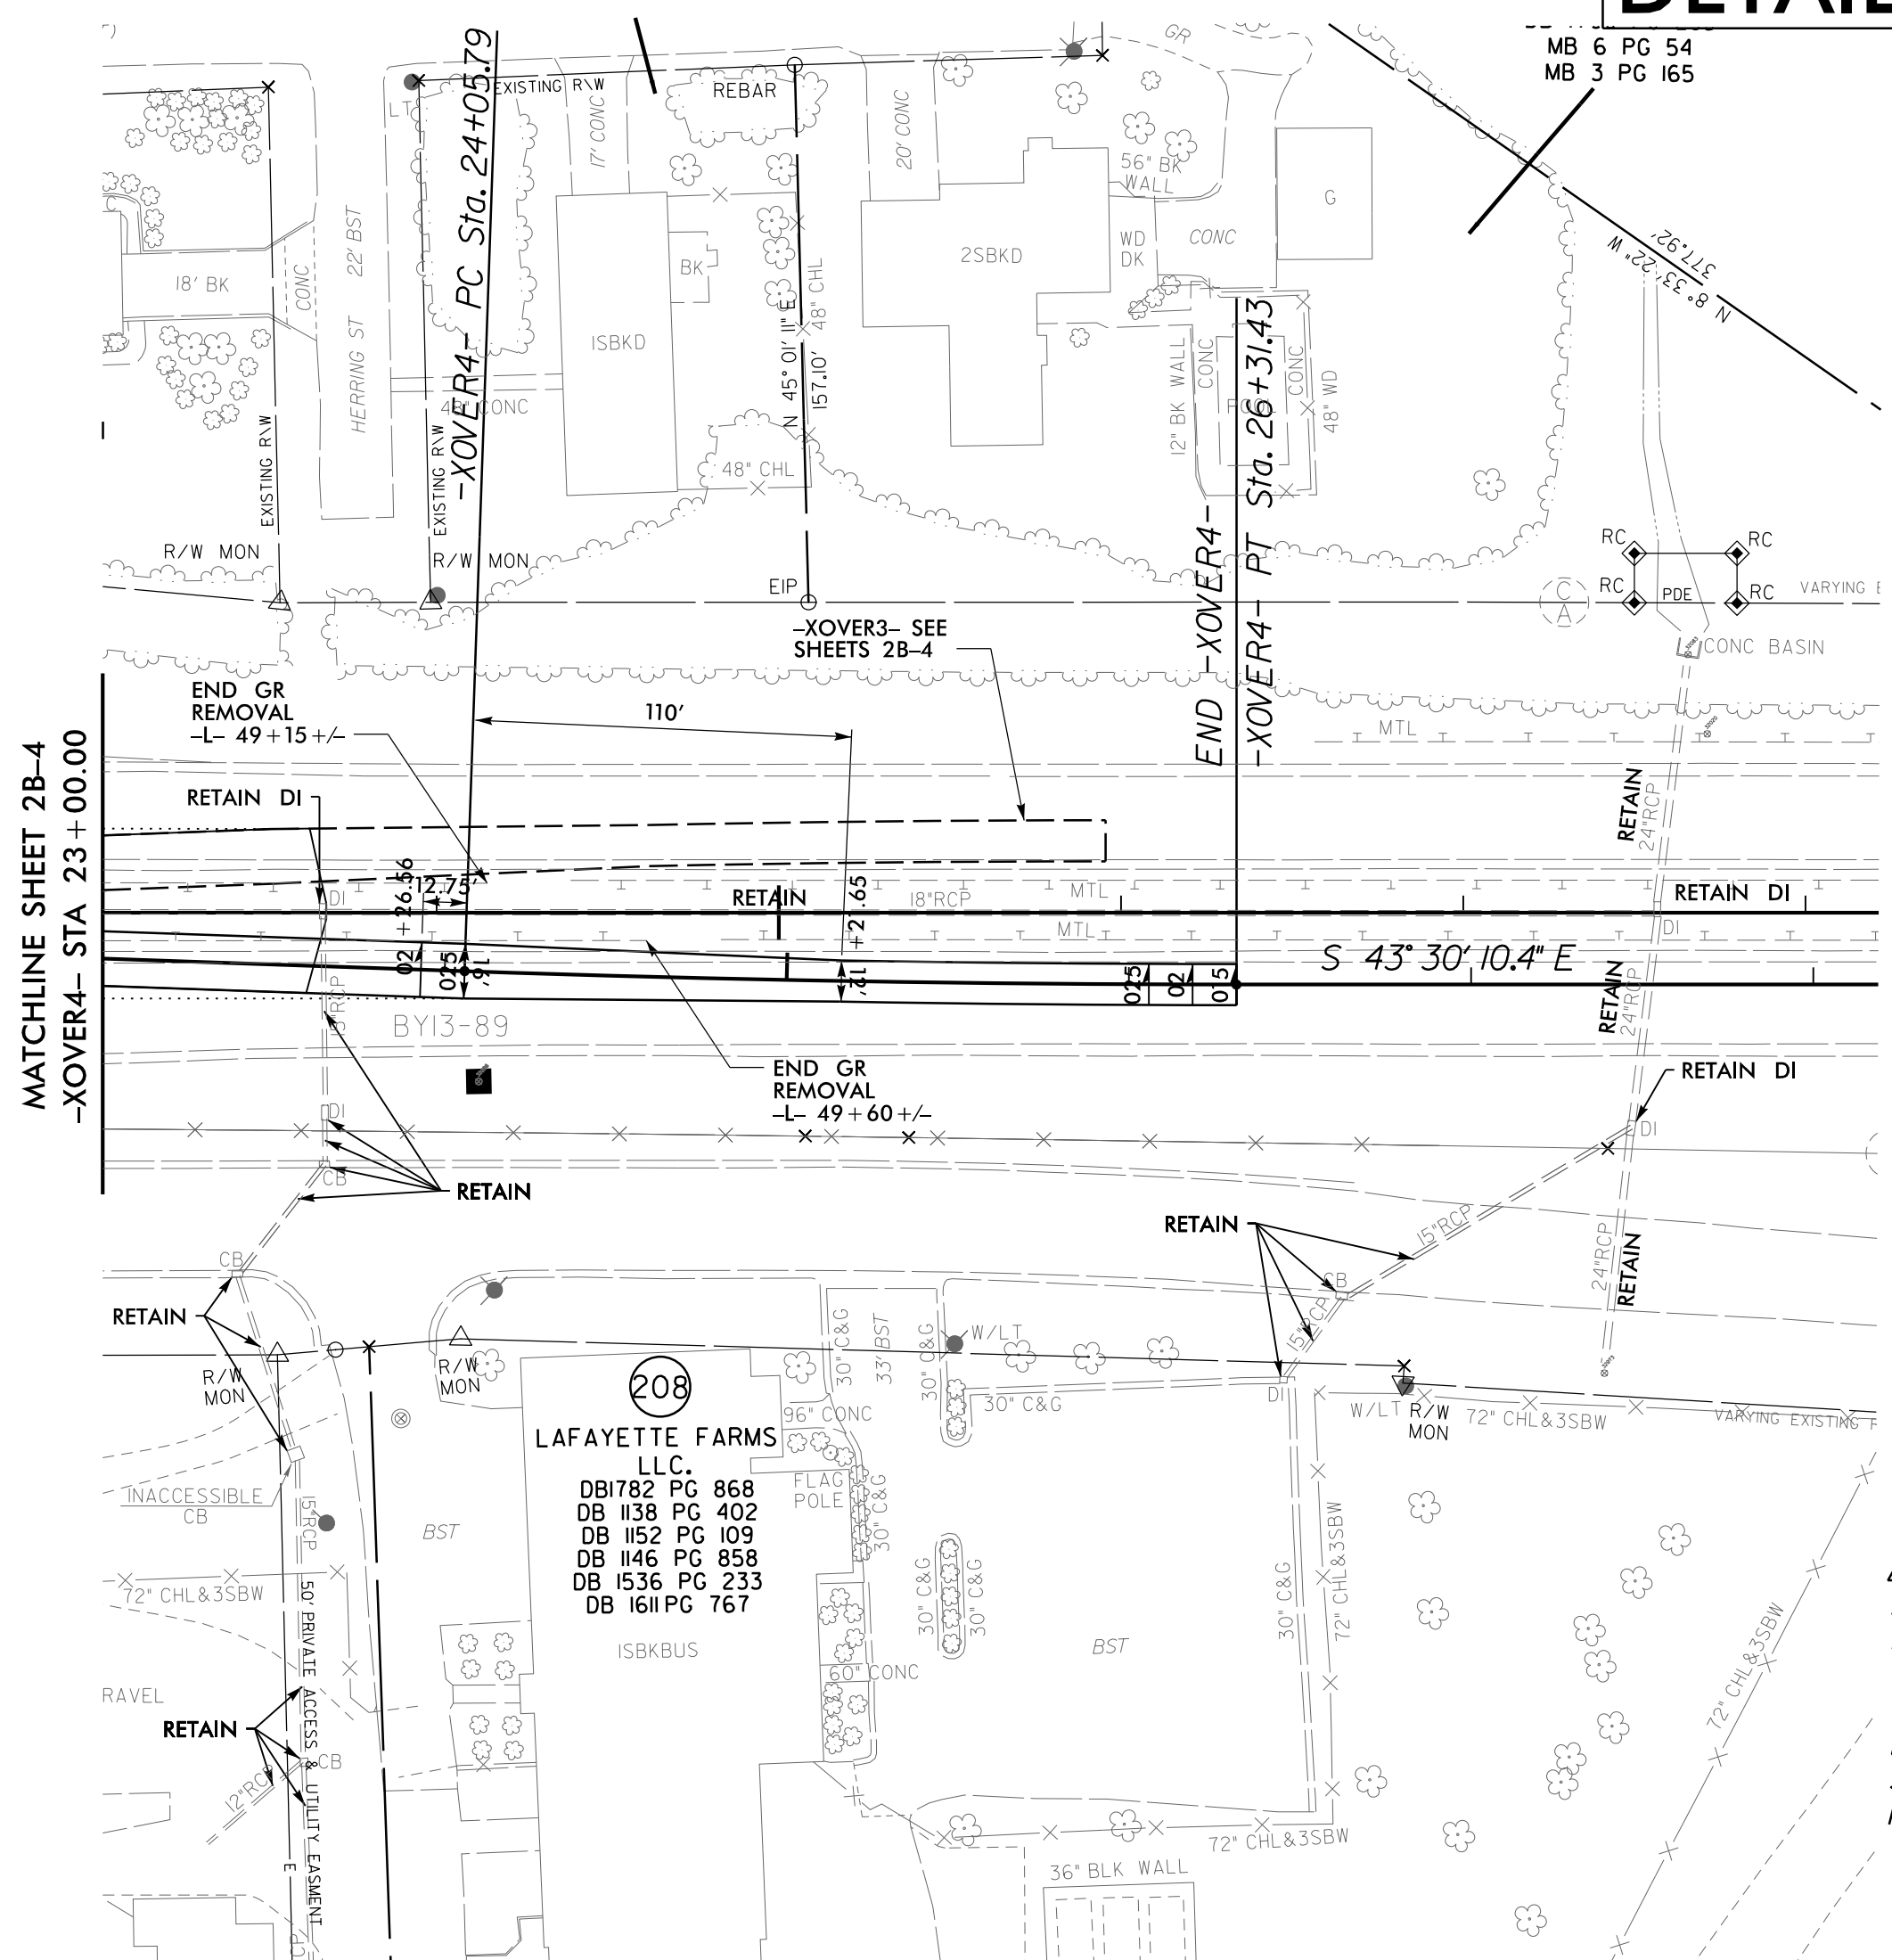 MB 6 PG 54
MB 3 PG 165
-XOVER4- PC Sta. 24+05.79
EXISTING R\W
LT
REBAR
17' CONC
20' CONC
GR
56" BK
WALL
G
CONC
WD
DK
2SBKD
18' BK
CONC
HERRING ST
22' BST
BK
1SBKD
N 45° 01' 11" E
157.10'
48" CHL
48" CHL
48" CONC
EXISTING R\W
EXISTING R\W
12" BK WALL
CONC
POOL
CONC
48" WD
377.92'
N 8° 33' 22" W
R/W MON
R/W MON
EIP
END -XOVER4-
-XOVER4- PT Sta. 26+31.43
RC
RC
RC
RC
PDE
C
A
CONC BASIN
-XOVER3- SEE
SHEETS 2B-4
END GR
REMOVAL
-L- 49+15 +/-
110'
MTL
MATCHLINE SHEET 2B-4
-XOVER4- STA 23+00.00
RETAIN DI
RETAIN
24"RCP
+26.56
12.75'
DI
RETAIN
18"RCP
MTL
+21.65
RETAIN DI
MTL
DI
02
025
16'
12'
025
02
015
S 43° 30' 10.4" E
18"RCP
BY13-89
RETAIN
24"RCP
END GR
REMOVAL
-L- 49+60 +/-
RETAIN DI
DI
DI
CB
RETAIN
CB
RETAIN
RETAIN
15"RCP
CB
15"RCP
24"RCP
RETAIN
R/W
MON
R/W
MON
208
LAFAYETTE FARMS
LLC.
DB1782 PG 868
DB 1138 PG 402
DB 1152 PG 109
DB 1146 PG 858
DB 1536 PG 233
DB 1611 PG 767
30" C&G
33' BST
30" C&G
W/LT
30" C&G
DI
W/LT
R/W
MON
72" CHL&3SBW
96" CONC
FLAG
POLE
30" C&G
INACCESSIBLE
CB
15"RCP
BST
72" CHL&3SBW
50' PRIVATE ACCESS & UTILITY EASMENT
30" C&G
30" C&G
30" C&G
72" CHL&3SBW
1SBKBUS
BST
60" CONC
72" CHL&3SBW
RETAIN
CB
12"RCP
E
72" CHL&3SBW
36" BLK WALL